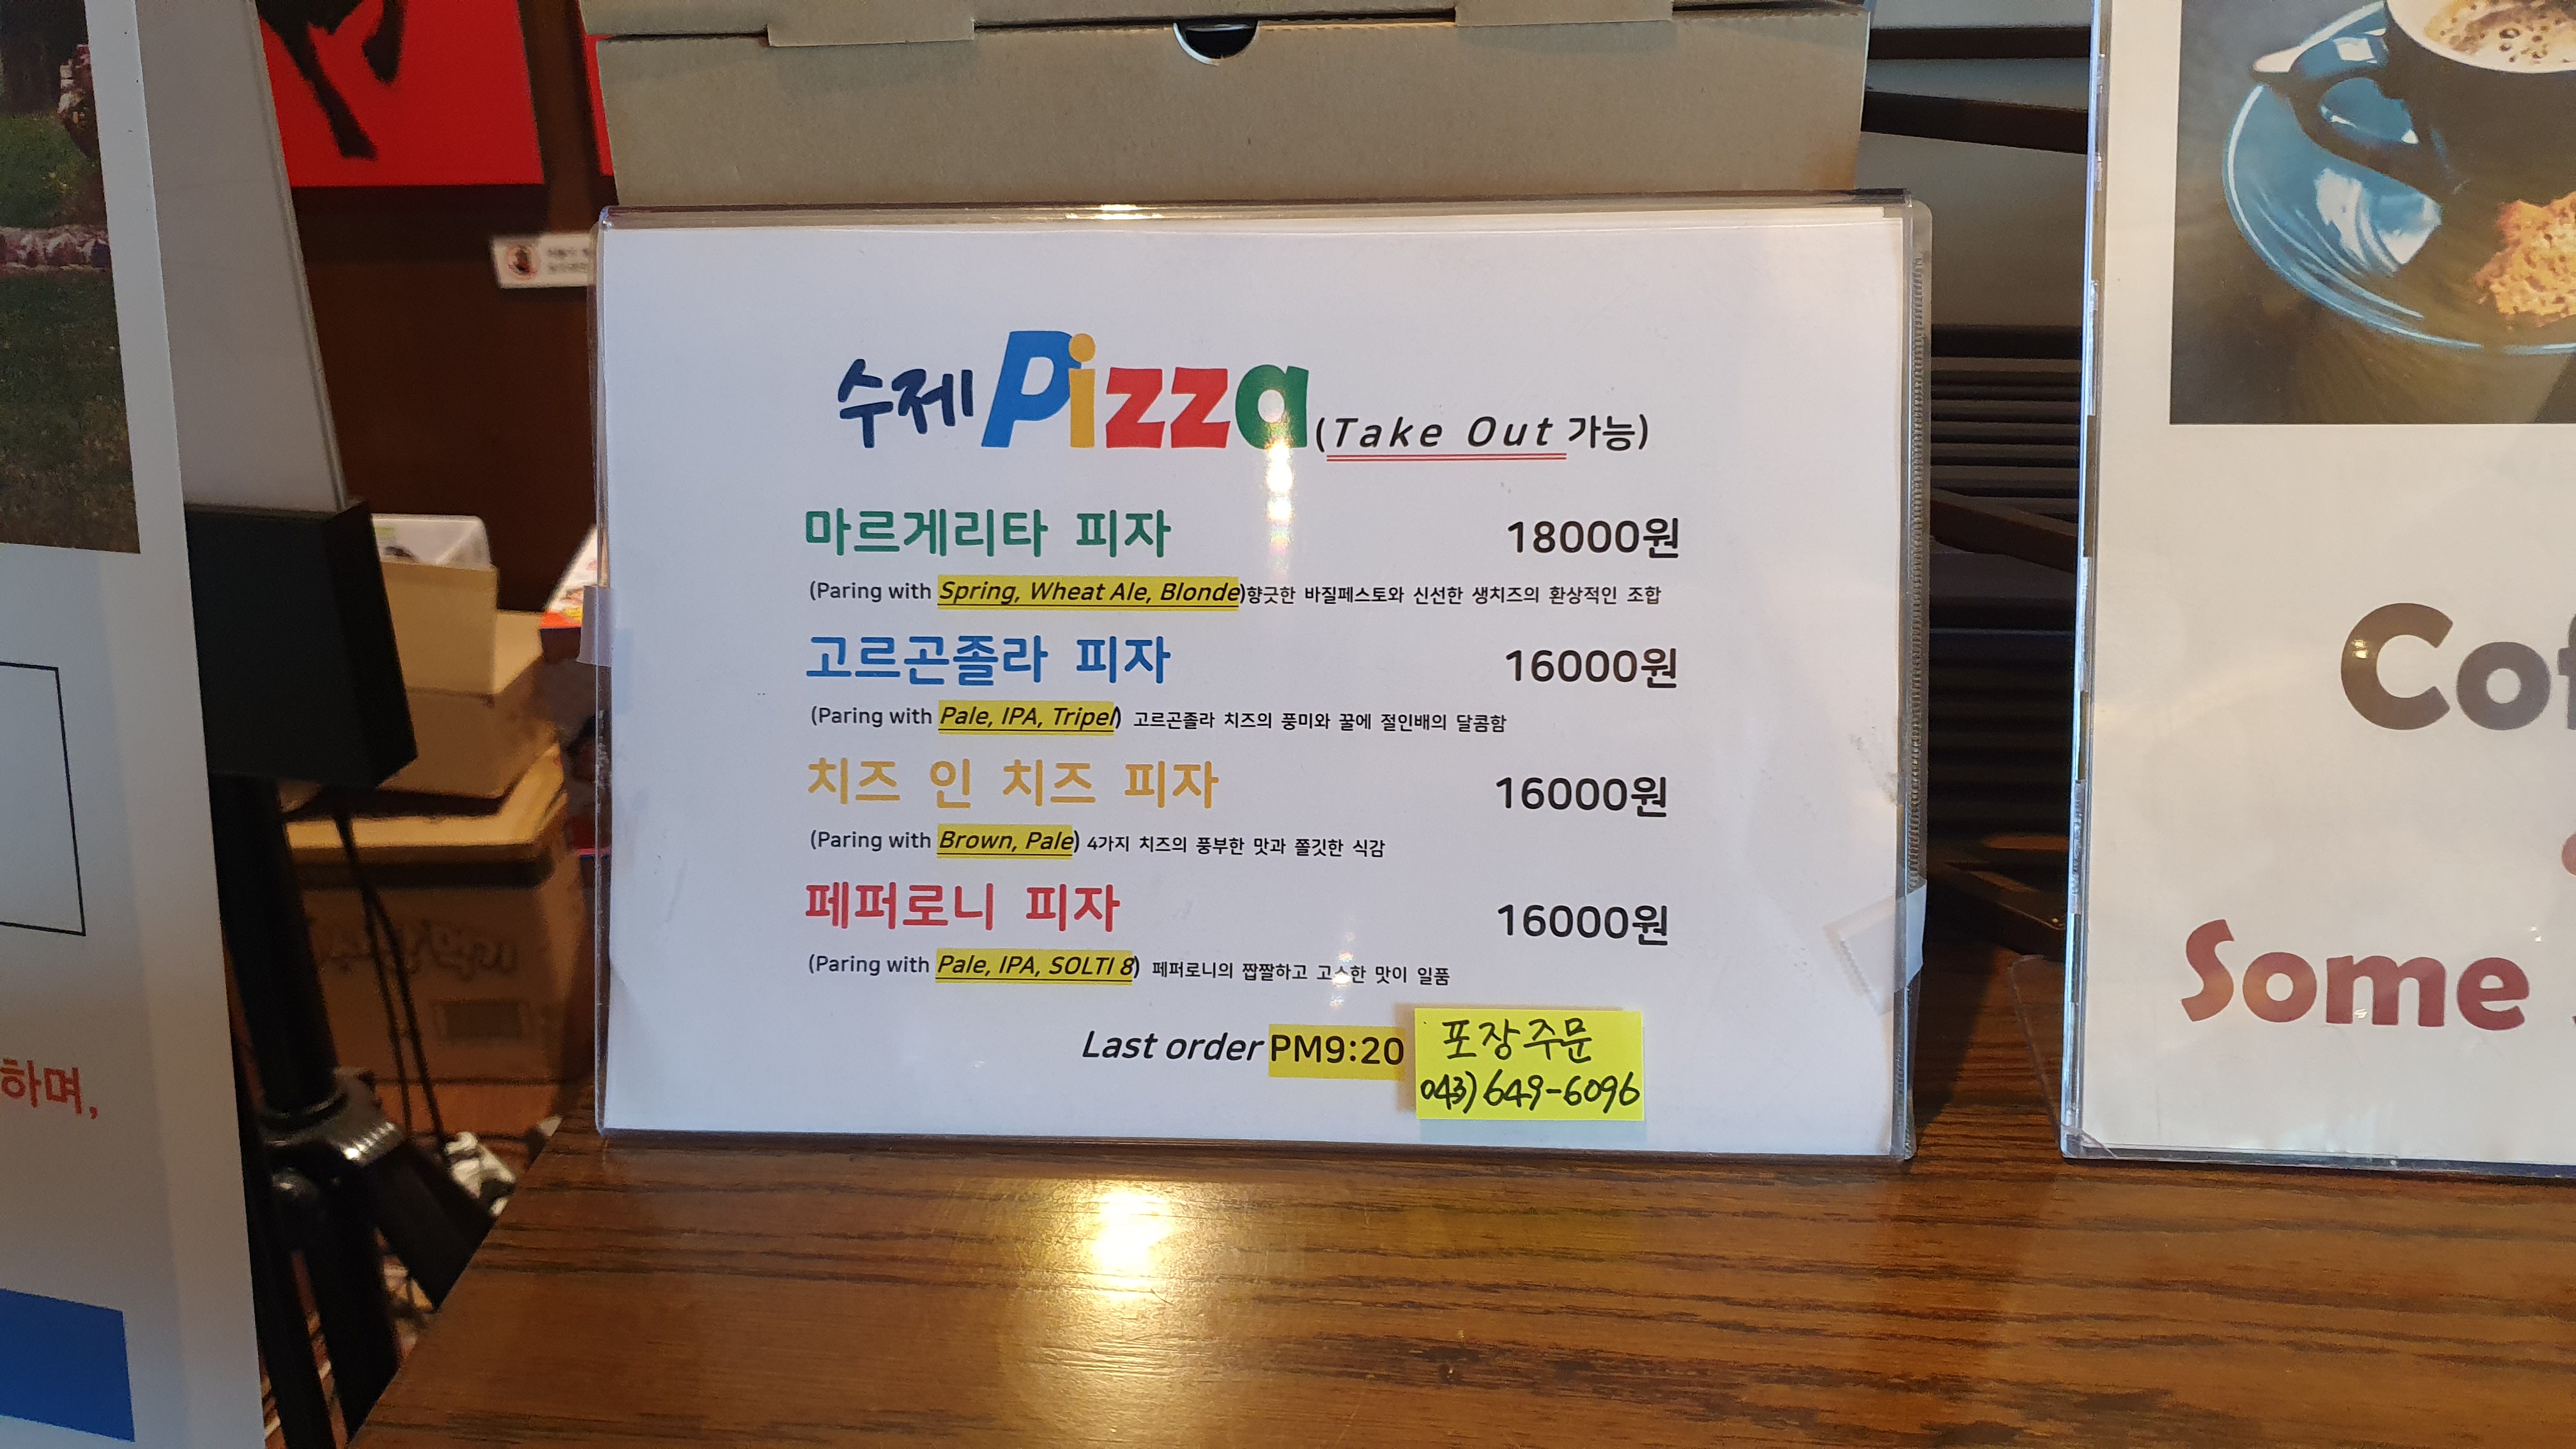 수제 Pizza (Take Out 가능)
마르게리타 피자 18000원
(Paring with Spring, Wheat Ale, Blonde)향긋한 바질페스토와 신선한 생치즈의 환상적인 조합
고르곤졸라 피자 16000원
(Paring with Pale, IPA, Tripel) 고르곤졸라 치즈의 풍미와 꿀에 절인배의 달콤함
치즈 인 치즈 피자 16000원
(Paring with Brown, Pale) 4가지 치즈의 풍부한 맛과 쫄깃한 식감
페퍼로니 피자 16000원
(Paring with Pale, IPA, SOLTI 8) 페퍼로니의 짭짤하고 고소한 맛이 일품
Last order PM9:20
포장주문
043)649-6096
하며,
Some